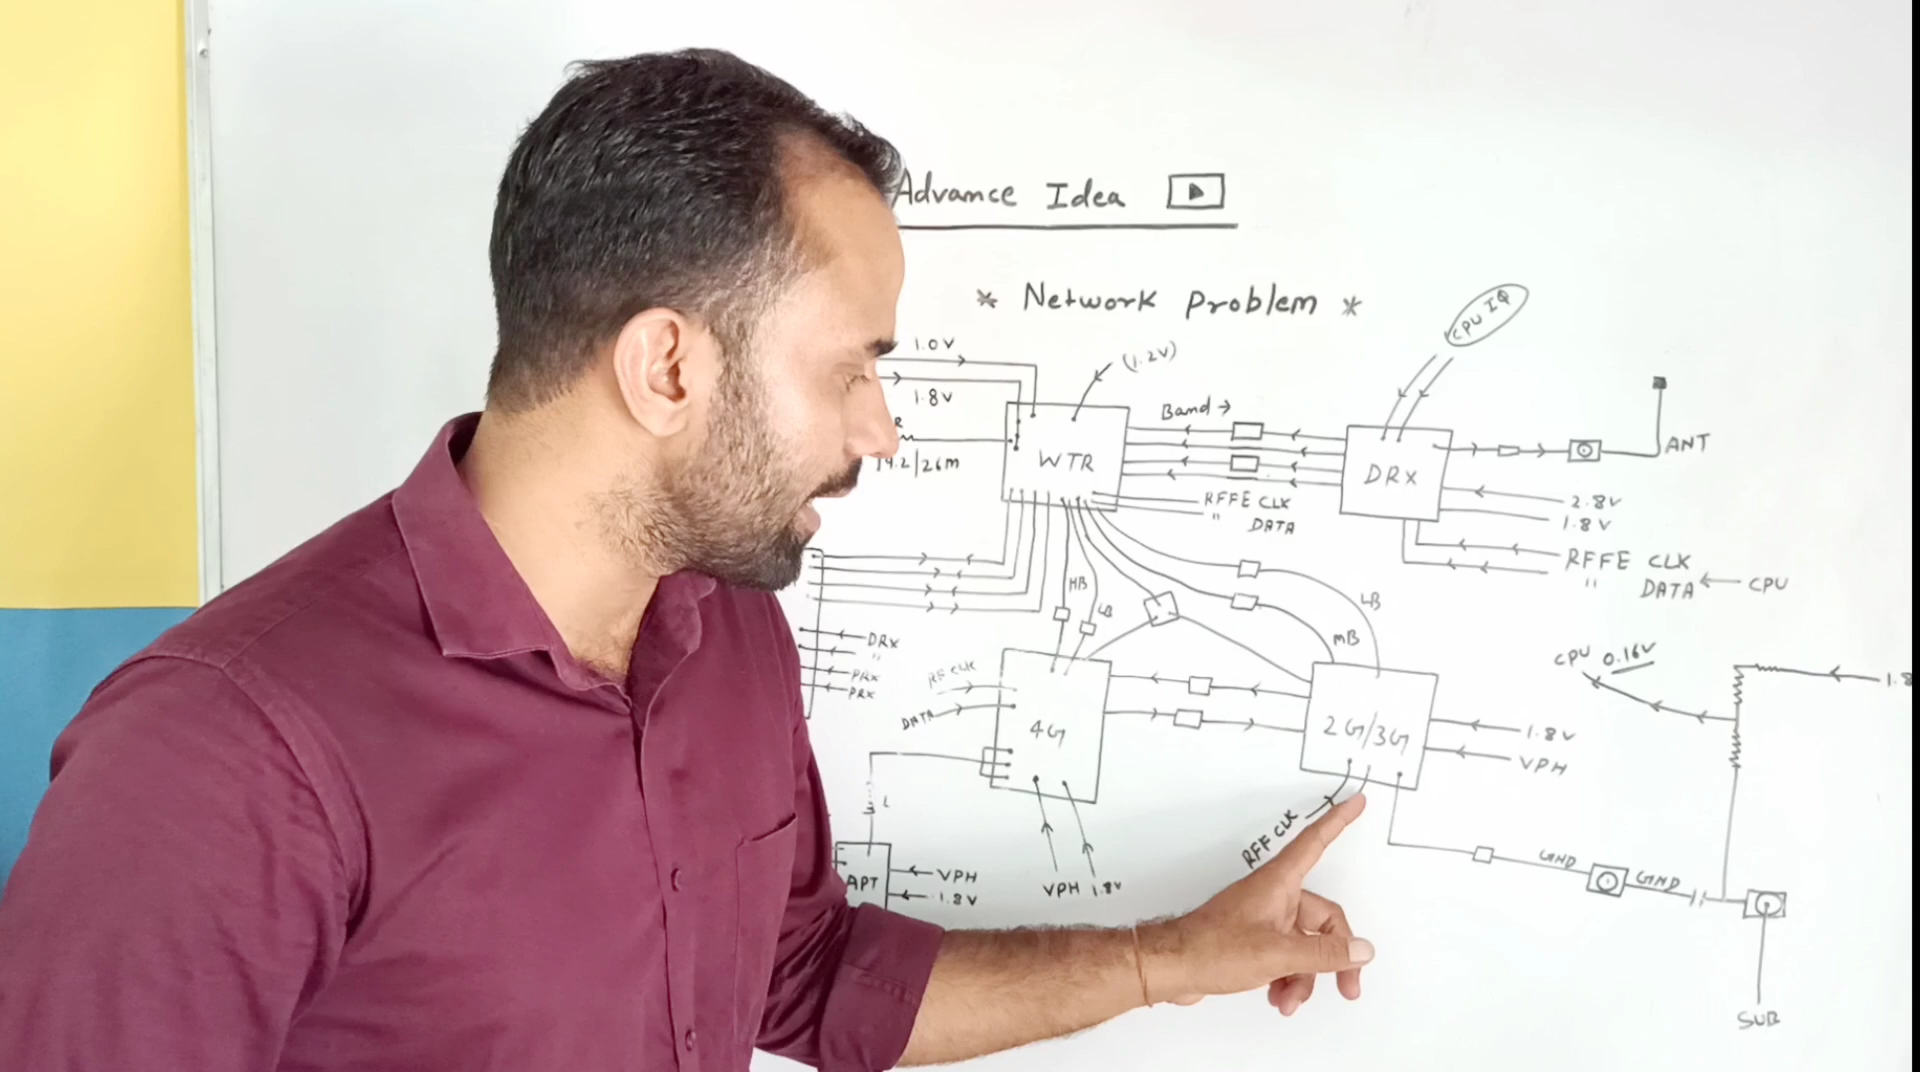 Advance Idea
* Network Problem *
CPU IQ
1.0V
(1.2V)
1.8V
R
19.2/26M
Band →
WTR
DRX
ANT
2.8V
1.8V
RFFE CLK
" DATA
RFFE CLK
" DATA ← CPU
HB
LB
LB
MB
DRX
"
PRX
PRX
RF CLK
DATA
4G
2G/3G
1.8V
VPH
CPU 0.16V
1.8
L
RFF CLK
APT
VPH
1.8V
VPH 1.8V
GND
GND
SUB